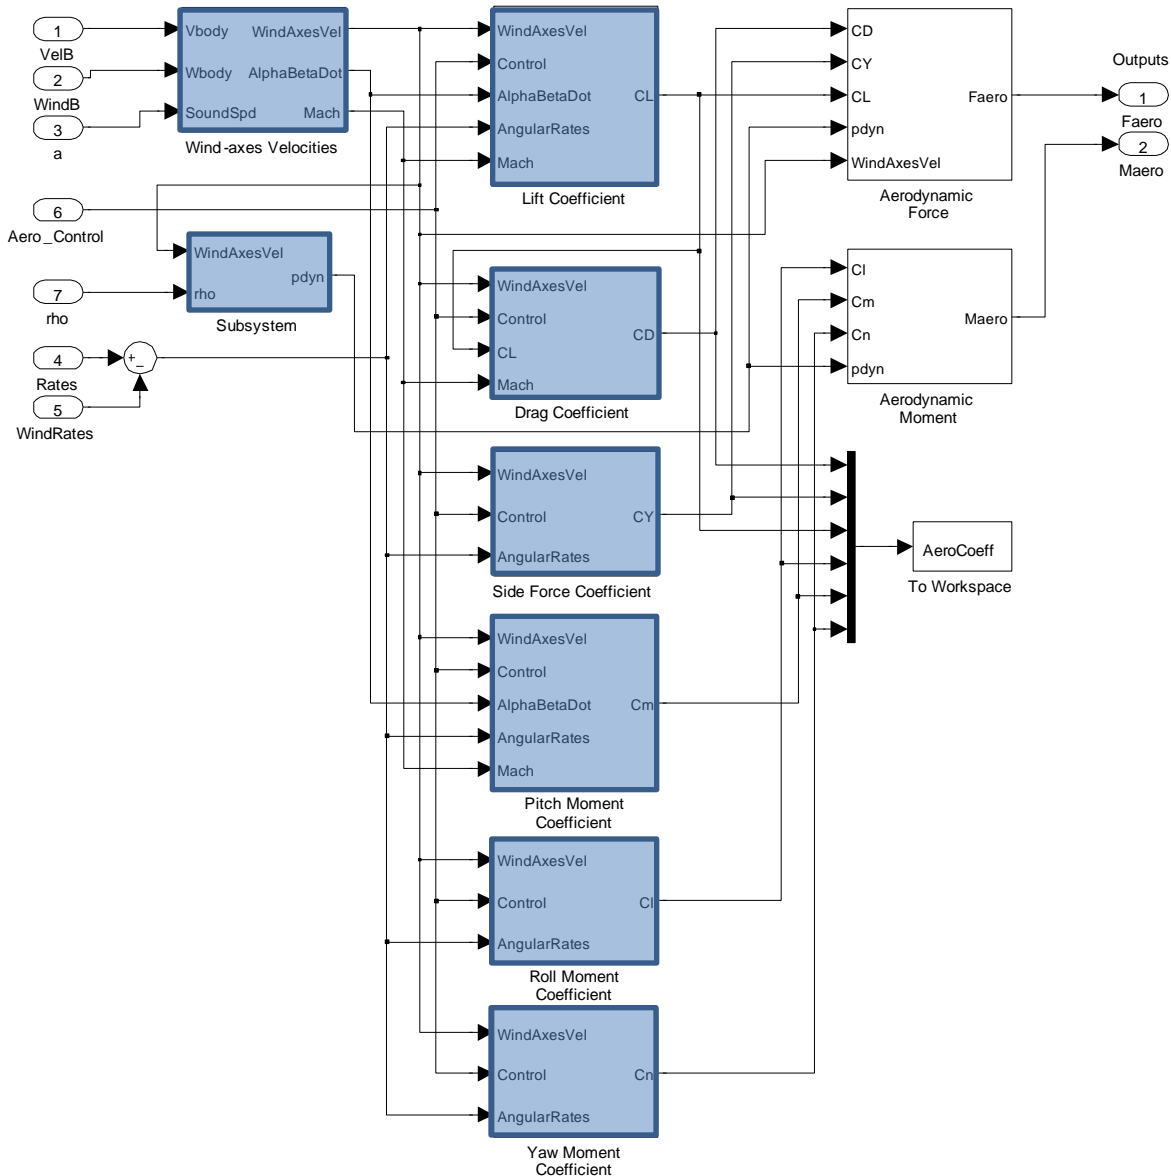 1
VelB
2
WindB
3
a
Vbody
Wbody
SoundSpd
WindAxesVel
AlphaBetaDot
Mach
Wind-axes Velocities
6
Aero_Control
7
rho
WindAxesVel
rho
pdyn
Subsystem
4
Rates
5
WindRates
+
−
WindAxesVel
Control
AlphaBetaDot
AngularRates
Mach
CL
Lift Coefficient
WindAxesVel
Control
CL
Mach
CD
Drag Coefficient
WindAxesVel
Control
AngularRates
CY
Side Force Coefficient
WindAxesVel
Control
AlphaBetaDot
AngularRates
Mach
Cm
Pitch Moment
Coefficient
WindAxesVel
Control
AngularRates
Cl
Roll Moment
Coefficient
WindAxesVel
Control
AngularRates
Cn
Yaw Moment
Coefficient
CD
CY
CL
pdyn
WindAxesVel
Faero
Aerodynamic
Force
Cl
Cm
Cn
pdyn
Maero
Aerodynamic
Moment
AeroCoeff
To Workspace
Outputs
1
Faero
2
Maero